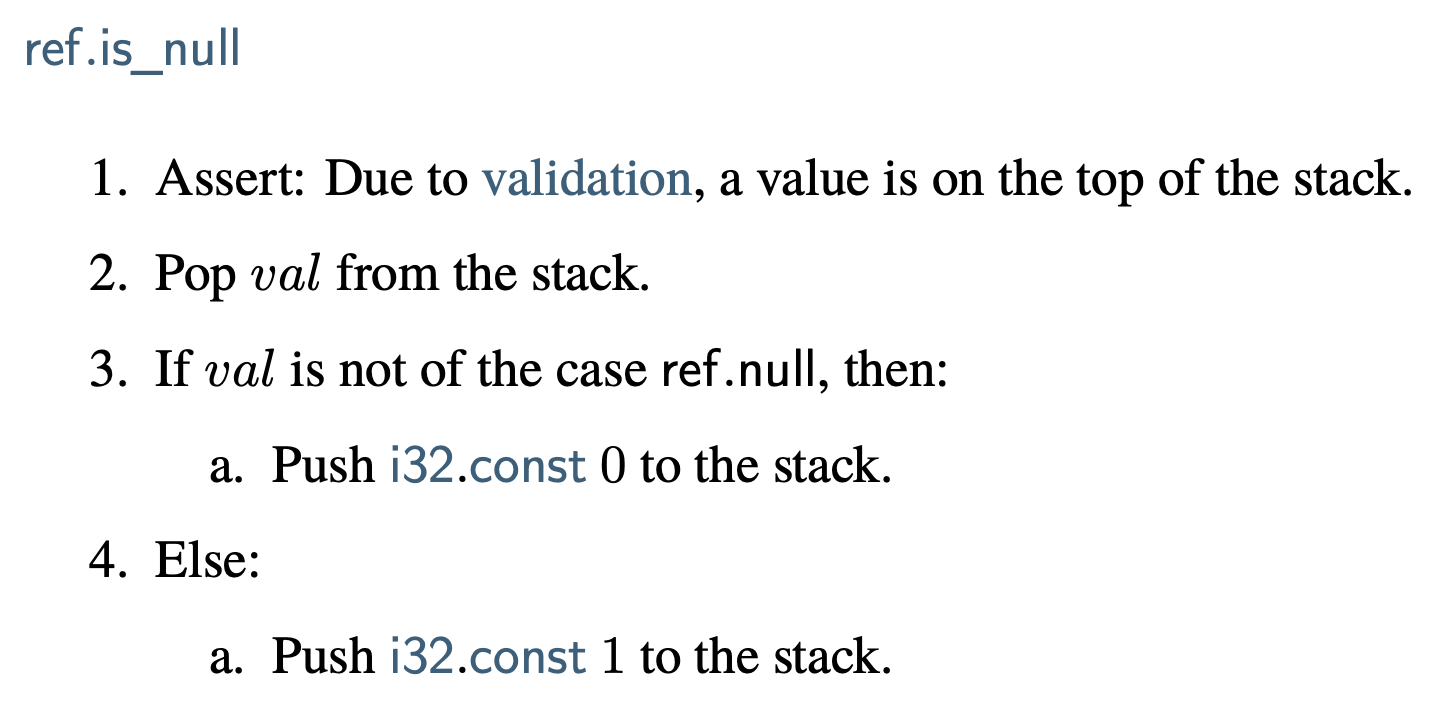 ref.is_null
1. Assert: Due to validation, a value is on the top of the stack.
2. Pop val from the stack.
3. If val is not of the case ref.null, then:
a. Push i32.const 0 to the stack.
4. Else:
a. Push i32.const 1 to the stack.